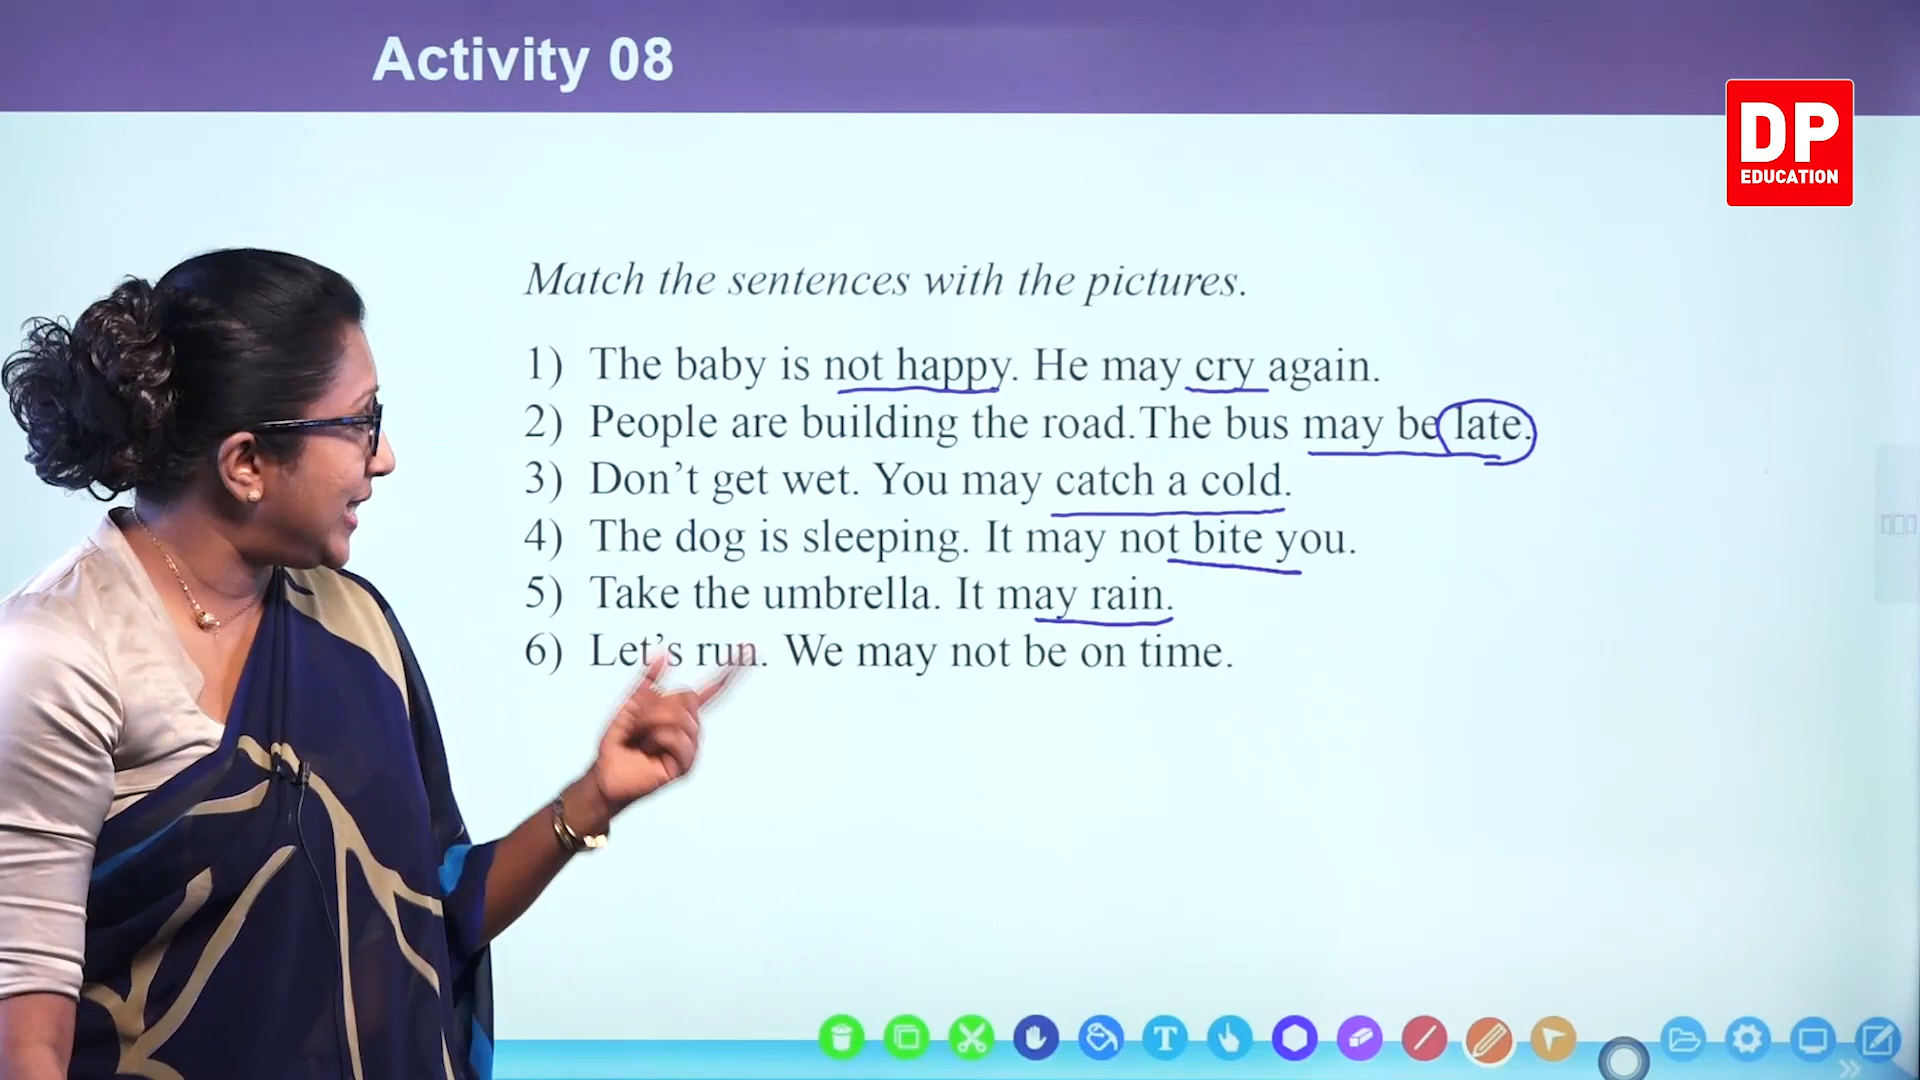 Activity 08
DP
EDUCATION
Match the sentences with the pictures.
1) The baby is not happy. He may cry again.
2) People are building the road.The bus may be late.
3) Don’t get wet. You may catch a cold.
4) The dog is sleeping. It may not bite you.
5) Take the umbrella. It may rain.
6) Let’s run. We may not be on time.
T